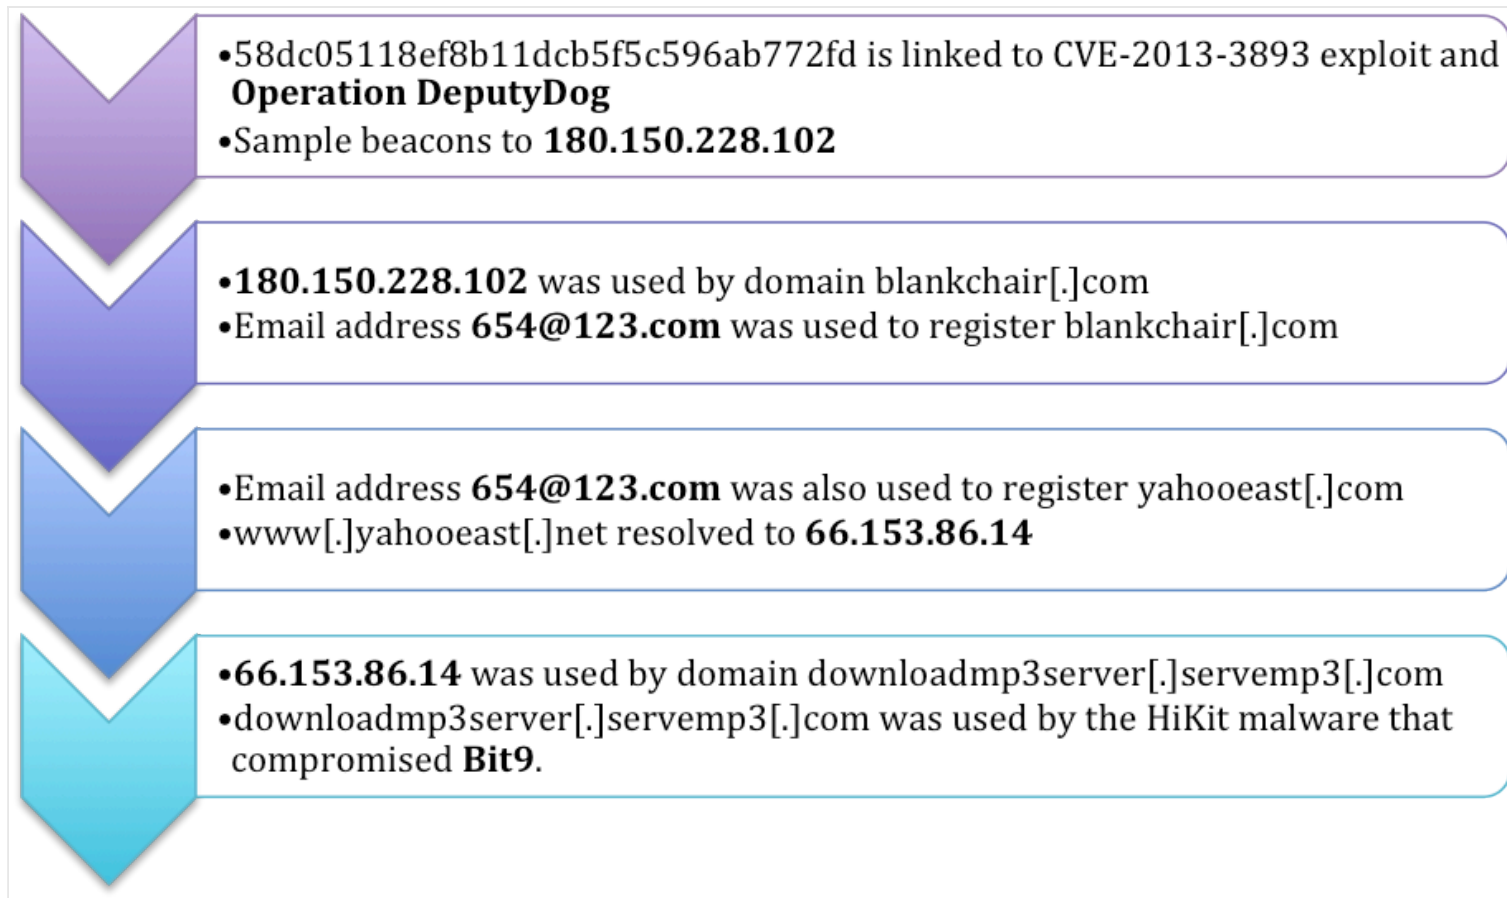 •58dc05118ef8b11dcb5f5c596ab772fd is linked to CVE-2013-3893 exploit and
Operation DeputyDog
•Sample beacons to 180.150.228.102
•180.150.228.102 was used by domain blankchair[.]com
•Email address 654@123.com was used to register blankchair[.]com
•Email address 654@123.com was also used to register yahooeast[.]com
•www[.]yahooeast[.]net resolved to 66.153.86.14
•66.153.86.14 was used by domain downloadmp3server[.]servemp3[.]com
•downloadmp3server[.]servemp3[.]com was used by the HiKit malware that
compromised Bit9.